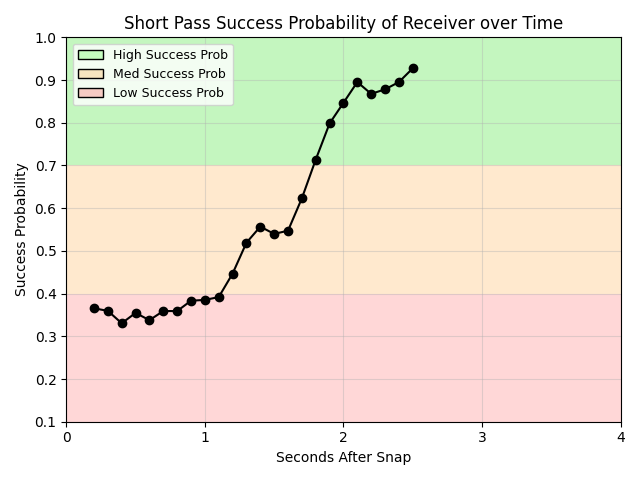 Short Pass Success Probability of Receiver over Time
High Success Prob
Med Success Prob
Low Success Prob
Success Probability
1.0
0.9
0.8
0.7
0.6
0.5
0.4
0.3
0.2
0.1
0 1 2 3 4
Seconds After Snap